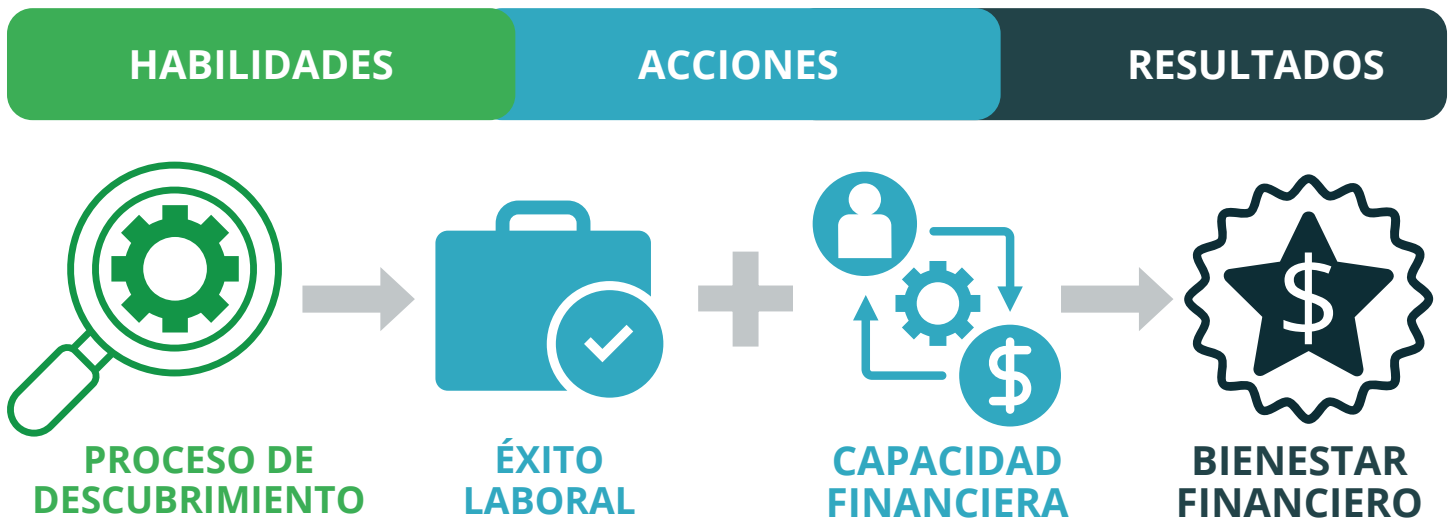 HABILIDADES
ACCIONES
RESULTADOS
$
$
PROCESO DE
DESCUBRIMIENTO
ÉXITO
LABORAL
CAPACIDAD
FINANCIERA
BIENESTAR
FINANCIERO